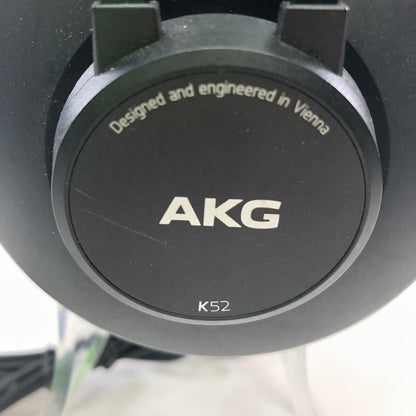 Designed and engineered in Vienna
AKG
K52